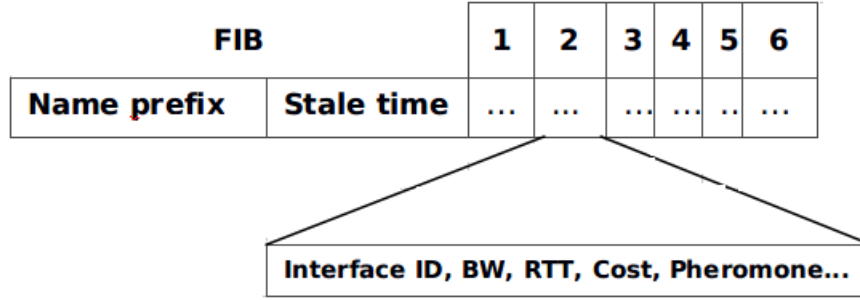 FIB 1 2 3 4 5 6
Name prefix Stale time ... ... ... ... .. ...
Interface ID, BW, RTT, Cost, Pheromone...